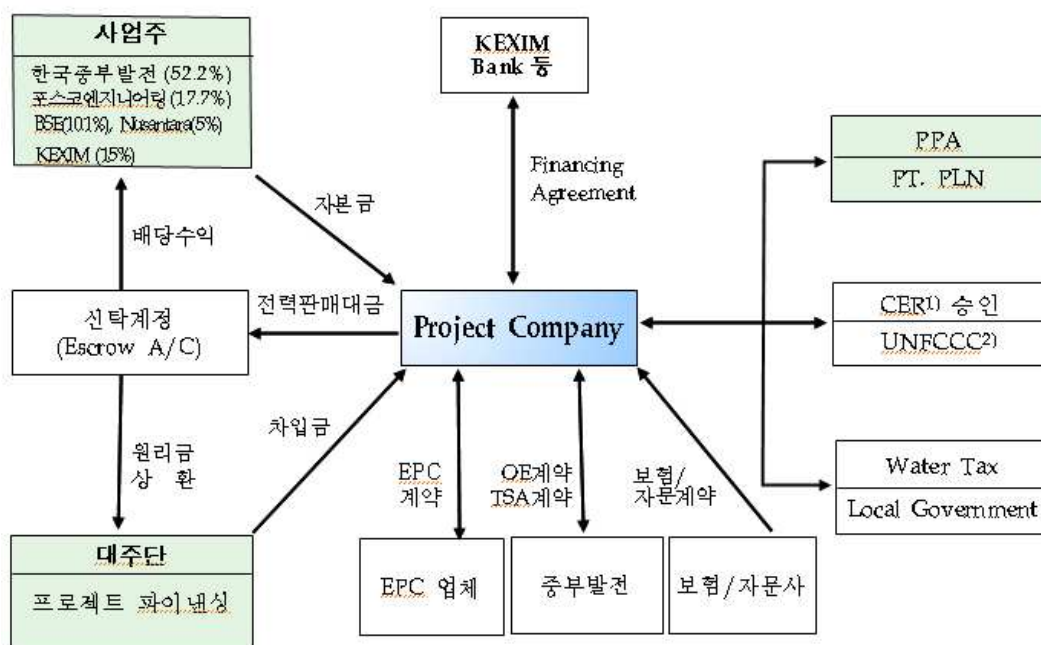 사업주
한국중부발전 (52.2%)
포스코엔지니어링 (17.7%)
BSE(10.1%), Nusantara(5%)
KEXIM (15%)
KEXIM
Bank 등
Financing
Agreement
PPA
PT. PLN
자본금
배당수익
신탁계정
(Escrow A/C)
전력판매대금
Project Company
CER1) 승인
UNFCCC2)
원리금
상 환
차입금
EPC
계약
OE계약
TSA계약
보험/
자문계약
Water Tax
Local Government
대주단
프로젝트 파이낸싱
EPC 업체
중부발전
보험/자문사